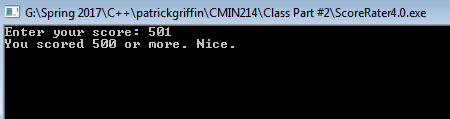 G:\Spring 2017\C++\patrickgriffin\CMIN214\Class Part #2\ScoreRater4.0.exe
Enter your score: 501
You scored 500 or more. Nice.